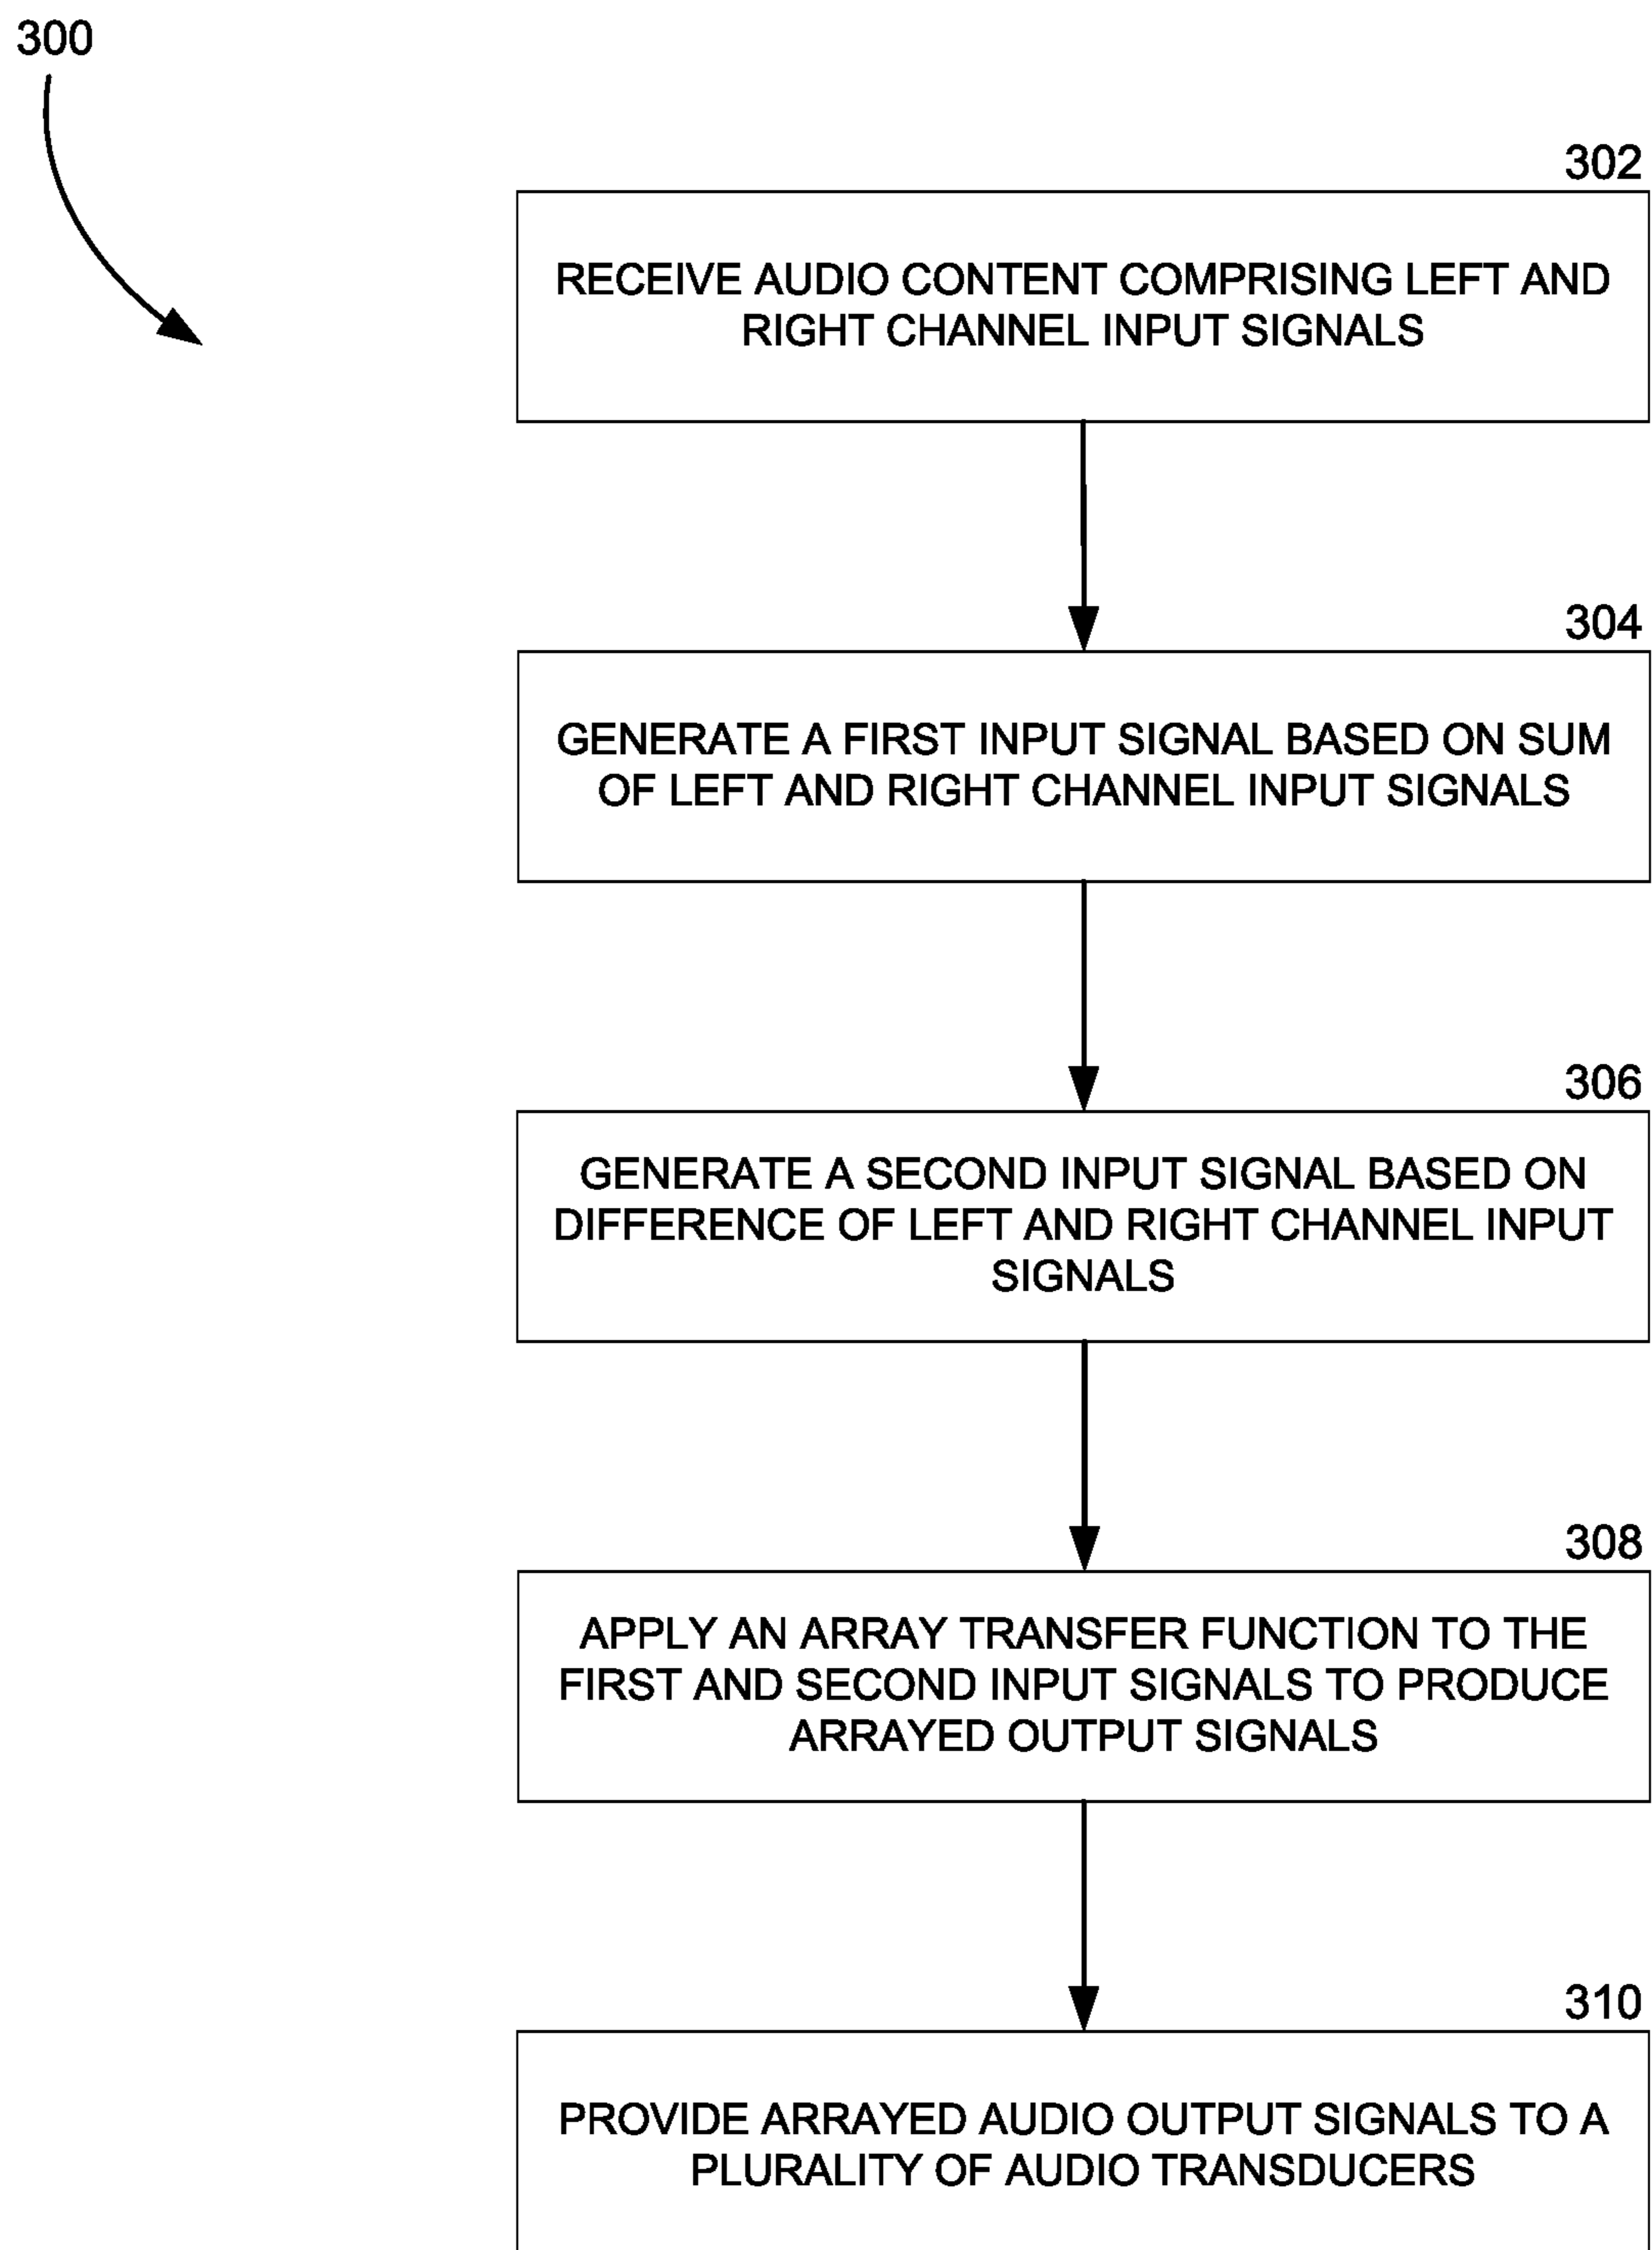 300
302
RECEIVE AUDIO CONTENT COMPRISING LEFT AND
RIGHT CHANNEL INPUT SIGNALS
304
GENERATE A FIRST INPUT SIGNAL BASED ON SUM
OF LEFT AND RIGHT CHANNEL INPUT SIGNALS
306
GENERATE A SECOND INPUT SIGNAL BASED ON
DIFFERENCE OF LEFT AND RIGHT CHANNEL INPUT
SIGNALS
308
APPLY AN ARRAY TRANSFER FUNCTION TO THE
FIRST AND SECOND INPUT SIGNALS TO PRODUCE
ARRAYED OUTPUT SIGNALS
310
PROVIDE ARRAYED AUDIO OUTPUT SIGNALS TO A
PLURALITY OF AUDIO TRANSDUCERS